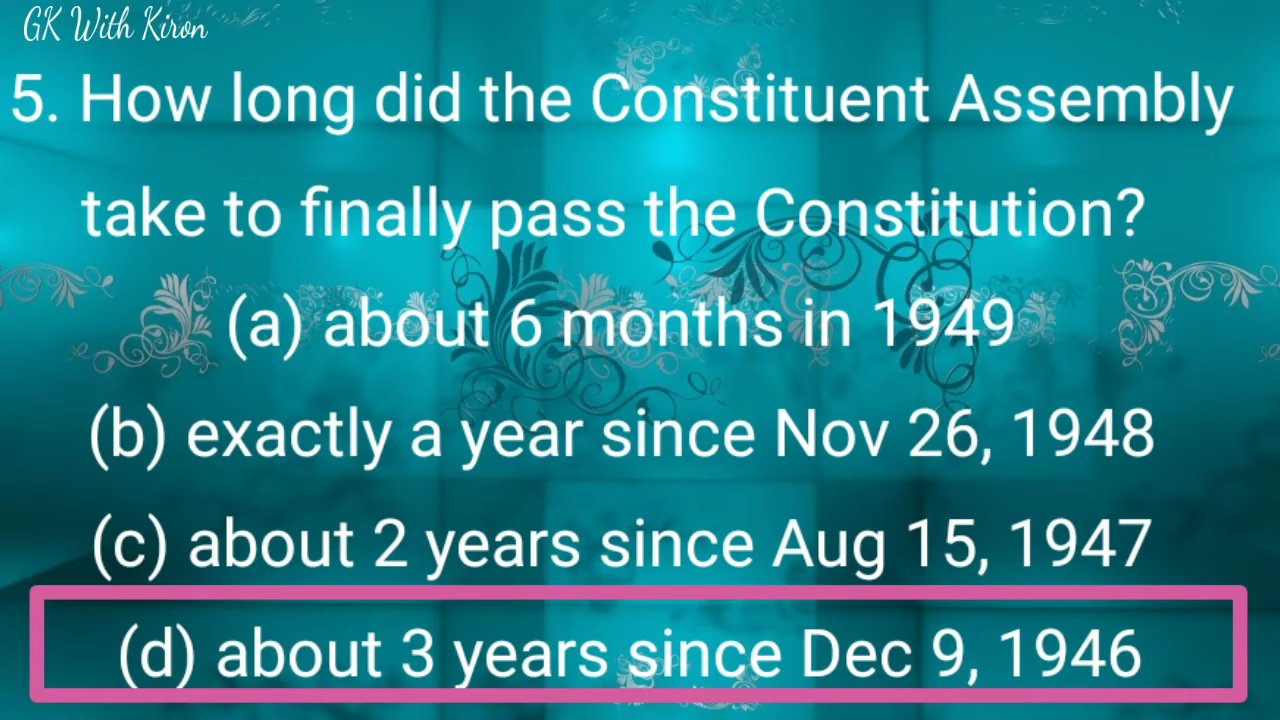 GK With Kiron
5. How long did the Constituent Assembly
take to finally pass the Constitution?
(a) about 6 months in 1949
(b) exactly a year since Nov 26, 1948
(c) about 2 years since Aug 15, 1947
(d) about 3 years since Dec 9, 1946